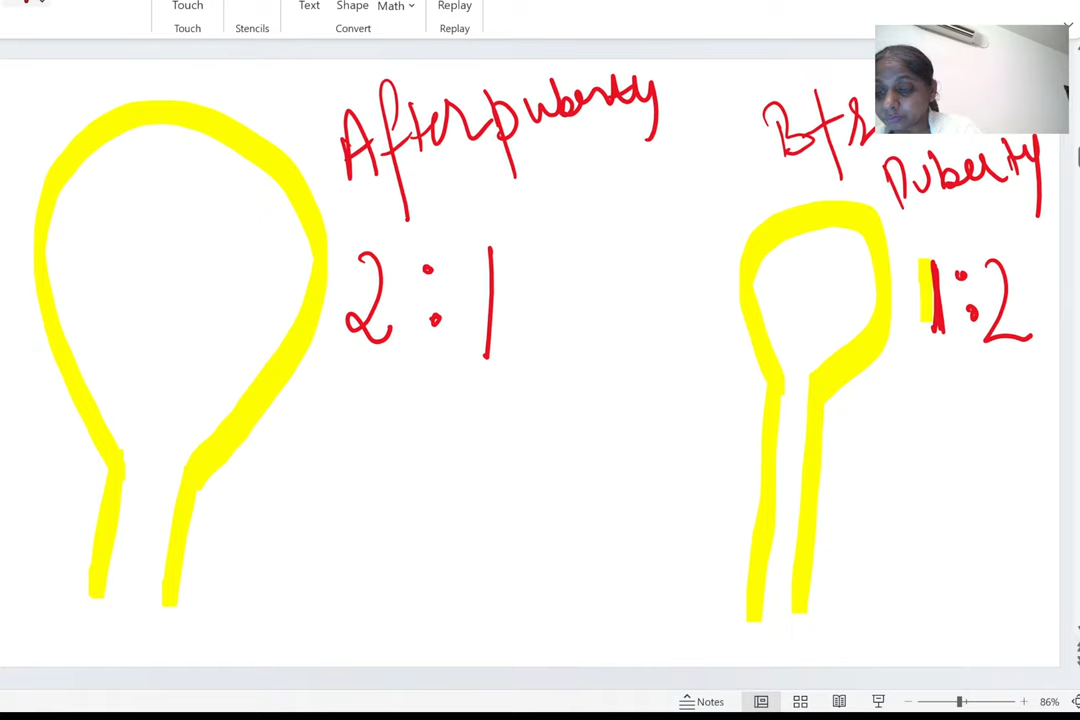 Touch Text Shape Math Replay
Touch Stencils Convert Replay
After puberty
2 : 1
Puberty
1:2
Notes
86%